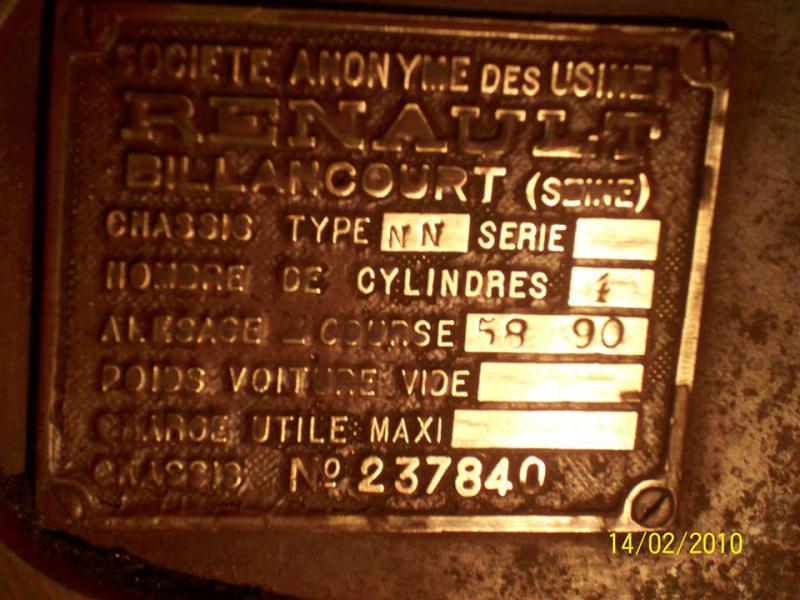 SOCIETE ANONYME DES USINES
RENAULT
BILLANCOURT (SEINE)
CHASSIS TYPE NN SERIE
NOMBRE DE CYLINDRES 4
ALESAGE COURSE 58 90
POIDS VOITURE VIDE
CHARGE UTILE MAXI
CHASSIS No 237840
14/02/2010